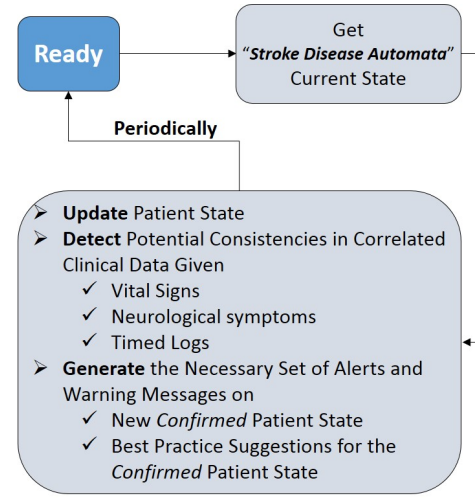 Ready
Get
“Stroke Disease Automata”
Current State
Periodically
➤ Update Patient State
➤ Detect Potential Consistencies in Correlated
Clinical Data Given
✓ Vital Signs
✓ Neurological symptoms
✓ Timed Logs
➤ Generate the Necessary Set of Alerts and
Warning Messages on
✓ New Confirmed Patient State
✓ Best Practice Suggestions for the
Confirmed Patient State